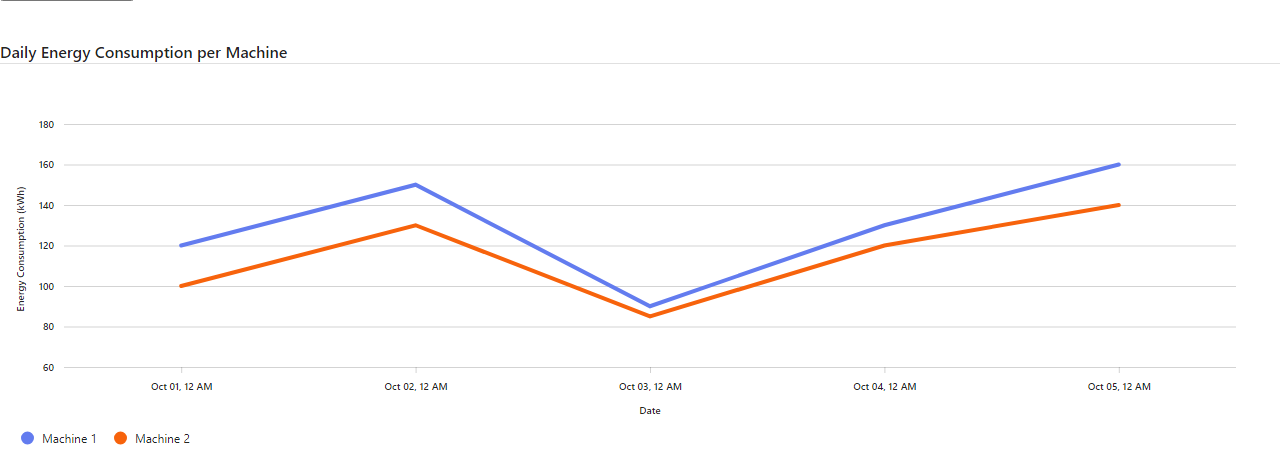 Daily Energy Consumption per Machine
180
160
140
120
100
80
60
Energy Consumption (kWh)
Oct 01, 12 AM
Oct 02, 12 AM
Oct 03, 12 AM
Oct 04, 12 AM
Oct 05, 12 AM
Date
Machine 1
Machine 2